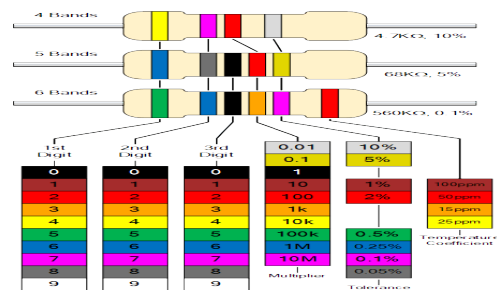 4 Bands
4.7KΩ, 10%
5 Bands
68KΩ, 5%
6 Bands
560KΩ, 0.1%
1st Digit 2nd Digit 3rd Digit
0.01 10%
0.1 5%
0 0 0 1
1 1 1 10 1% 100ppm
2 2 2 100 2% 50ppm
3 3 3 1k 15ppm
4 4 4 10k 25ppm
5 5 5 100k 0.5%
6 6 6 1M 0.25%
7 7 7 10M 0.1%
8 8 8 0.05%
9 9 9
Multiplier
Tolerance
Temperature
Coefficient